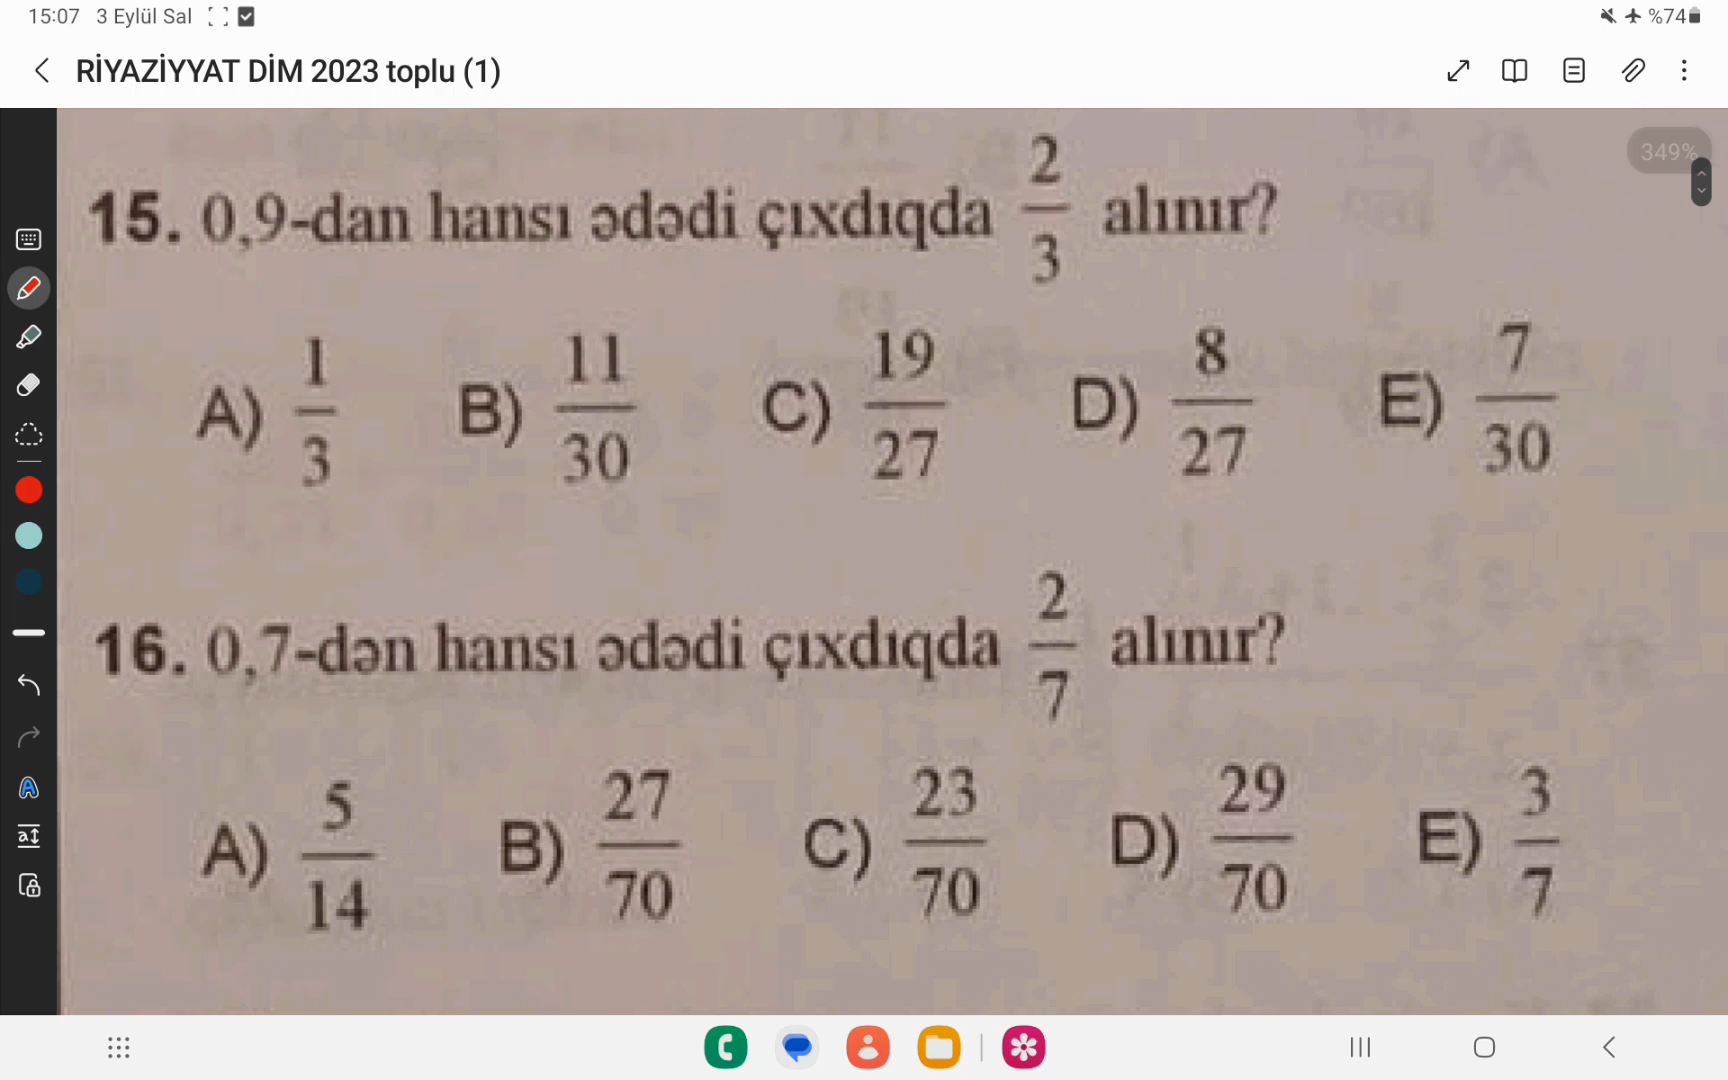 15:07 3 Eylül Sal %74
RİYAZİYYAT DİM 2023 toplu (1)
349%
15. 0,9-dan hansı ədədi çıxdıqda 2/3 alınır?
A) 1/3 B) 11/30 C) 19/27 D) 8/27 E) 7/30
16. 0,7-dən hansı ədədi çıxdıqda 2/7 alınır?
A) 5/14 B) 27/70 C) 23/70 D) 29/70 E) 3/7